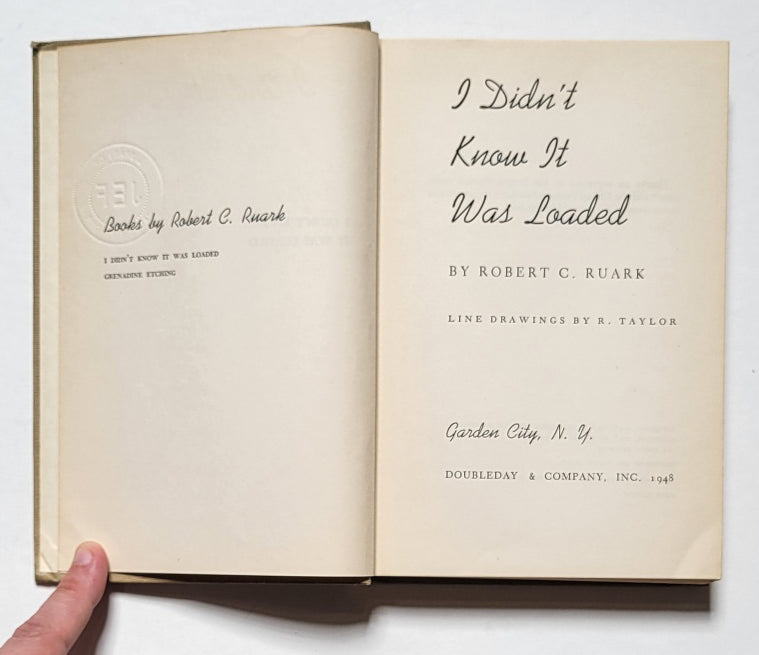 Books by Robert C. Ruark
I DIDN'T KNOW IT WAS LOADED
GRENADINE ETCHING
I Didn't
Know It
Was Loaded
BY ROBERT C. RUARK
LINE DRAWINGS BY R. TAYLOR
Garden City, N. Y.
DOUBLEDAY & COMPANY, INC. 1948